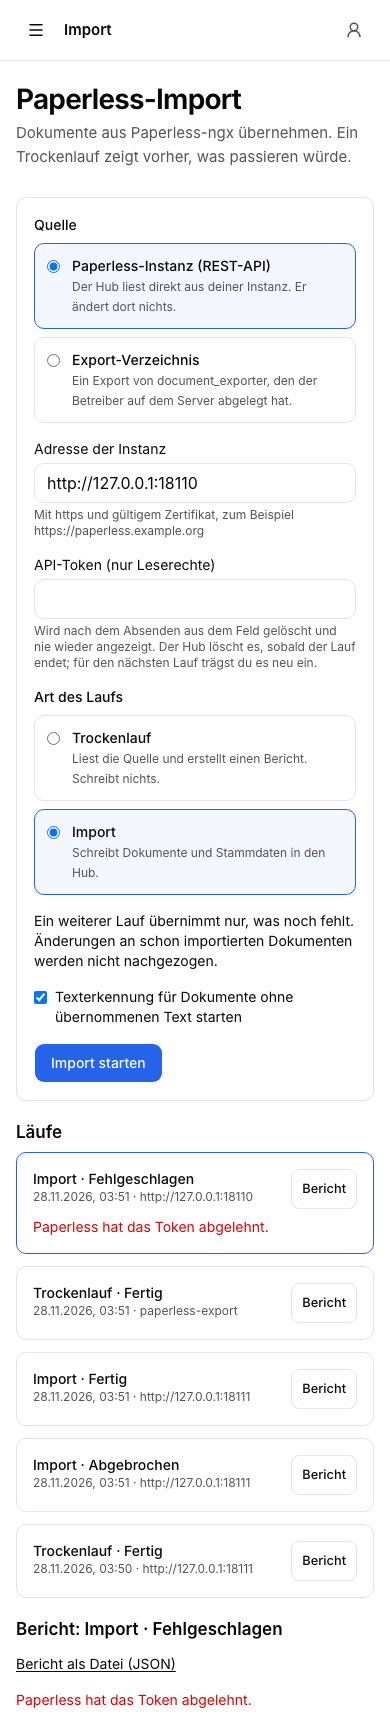 Import
Paperless-Import
Dokumente aus Paperless-ngx übernehmen. Ein
Trockenlauf zeigt vorher, was passieren würde.
Quelle
Paperless-Instanz (REST-API)
Der Hub liest direkt aus deiner Instanz. Er
ändert dort nichts.
Export-Verzeichnis
Ein Export von document_exporter, den der
Betreiber auf dem Server abgelegt hat.
Adresse der Instanz
http://127.0.0.1:18110
Mit https und gültigem Zertifikat, zum Beispiel
https://paperless.example.org
API-Token (nur Leserechte)
Wird nach dem Absenden aus dem Feld gelöscht und
nie wieder angezeigt. Der Hub löscht es, sobald der Lauf
endet; für den nächsten Lauf trägst du es neu ein.
Art des Laufs
Trockenlauf
Liest die Quelle und erstellt einen Bericht.
Schreibt nichts.
Import
Schreibt Dokumente und Stammdaten in den
Hub.
Ein weiterer Lauf übernimmt nur, was noch fehlt.
Änderungen an schon importierten Dokumenten
werden nicht nachgezogen.
Texterkennung für Dokumente ohne
übernommenen Text starten
Import starten
Läufe
Import · Fehlgeschlagen
28.11.2026, 03:51 · http://127.0.0.1:18110
Bericht
Paperless hat das Token abgelehnt.
Trockenlauf · Fertig
28.11.2026, 03:51 · paperless-export
Bericht
Import · Fertig
28.11.2026, 03:51 · http://127.0.0.1:18111
Bericht
Import · Abgebrochen
28.11.2026, 03:51 · http://127.0.0.1:18111
Bericht
Trockenlauf · Fertig
28.11.2026, 03:50 · http://127.0.0.1:18111
Bericht
Bericht: Import · Fehlgeschlagen
Bericht als Datei (JSON)
Paperless hat das Token abgelehnt.